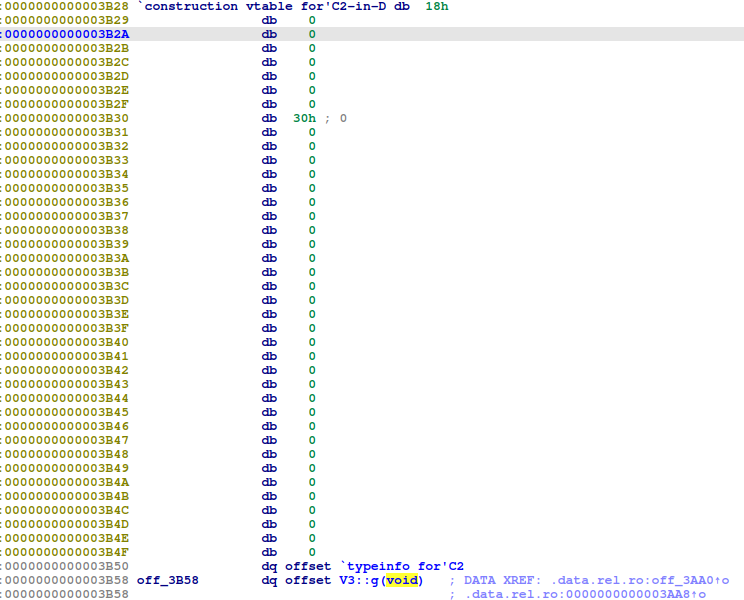 :0000000000003B28 `construction vtable for'C2-in-D db 18h
:0000000000003B29 db 0
:0000000000003B2A db 0
:0000000000003B2B db 0
:0000000000003B2C db 0
:0000000000003B2D db 0
:0000000000003B2E db 0
:0000000000003B2F db 0
:0000000000003B30 db 30h ; 0
:0000000000003B31 db 0
:0000000000003B32 db 0
:0000000000003B33 db 0
:0000000000003B34 db 0
:0000000000003B35 db 0
:0000000000003B36 db 0
:0000000000003B37 db 0
:0000000000003B38 db 0
:0000000000003B39 db 0
:0000000000003B3A db 0
:0000000000003B3B db 0
:0000000000003B3C db 0
:0000000000003B3D db 0
:0000000000003B3E db 0
:0000000000003B3F db 0
:0000000000003B40 db 0
:0000000000003B41 db 0
:0000000000003B42 db 0
:0000000000003B43 db 0
:0000000000003B44 db 0
:0000000000003B45 db 0
:0000000000003B46 db 0
:0000000000003B47 db 0
:0000000000003B48 db 0
:0000000000003B49 db 0
:0000000000003B4A db 0
:0000000000003B4B db 0
:0000000000003B4C db 0
:0000000000003B4D db 0
:0000000000003B4E db 0
:0000000000003B4F db 0
:0000000000003B50 dq offset `typeinfo for'C2
:0000000000003B58 off_3B58 dq offset V3::g(void) ; DATA XREF: .data.rel.ro:off_3AA0↑o
:0000000000003B58 ; .data.rel.ro:0000000000003AA8↑o